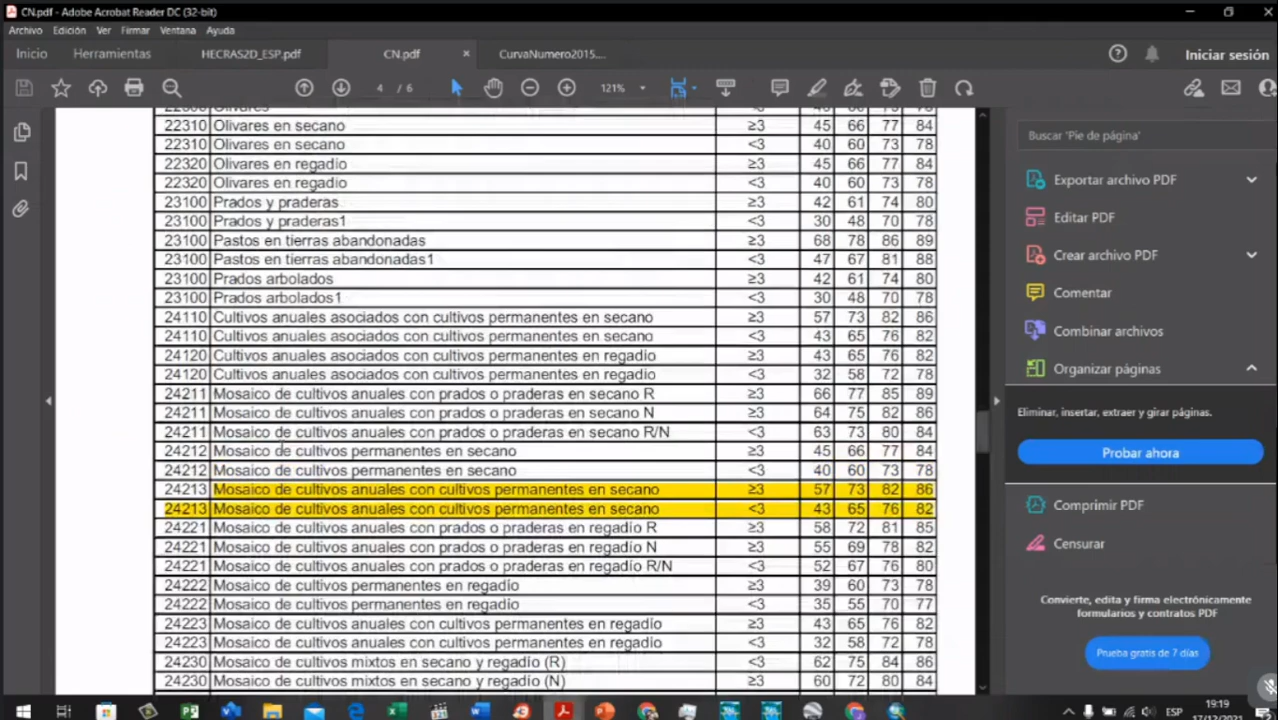 CN.pdf - Adobe Acrobat Reader DC (32-bit)
Archivo Edición Ver Firmar Ventana Ayuda
Inicio Herramientas HECRAS2D_ESP.pdf CN.pdf × CurvaNumero2015.... Iniciar sesión
4 / 6 121%
22310 Olivares en secano ≥3 45 66 77 84
22310 Olivares en secano <3 40 60 73 78
22320 Olivares en regadío ≥3 45 66 77 84
22320 Olivares en regadío <3 40 60 73 78
23100 Prados y praderas ≥3 42 61 74 80
23100 Prados y praderas1 <3 30 48 70 78
23100 Pastos en tierras abandonadas ≥3 68 78 86 89
23100 Pastos en tierras abandonadas1 <3 47 67 81 88
23100 Prados arbolados ≥3 42 61 74 80
23100 Prados arbolados1 <3 30 48 70 78
24110 Cultivos anuales asociados con cultivos permanentes en secano ≥3 57 73 82 86
24110 Cultivos anuales asociados con cultivos permanentes en secano <3 43 65 76 82
24120 Cultivos anuales asociados con cultivos permanentes en regadío ≥3 43 65 76 82
24120 Cultivos anuales asociados con cultivos permanentes en regadío <3 32 58 72 78
24211 Mosaico de cultivos anuales con prados o praderas en secano R ≥3 66 77 85 89
24211 Mosaico de cultivos anuales con prados o praderas en secano N ≥3 64 75 82 86
24211 Mosaico de cultivos anuales con prados o praderas en secano R/N <3 63 73 80 84
24212 Mosaico de cultivos permanentes en secano ≥3 45 66 77 84
24212 Mosaico de cultivos permanentes en secano <3 40 60 73 78
24213 Mosaico de cultivos anuales con cultivos permanentes en secano ≥3 57 73 82 86
24213 Mosaico de cultivos anuales con cultivos permanentes en secano <3 43 65 76 82
24221 Mosaico de cultivos anuales con prados o praderas en regadío R ≥3 58 72 81 85
24221 Mosaico de cultivos anuales con prados o praderas en regadío N ≥3 55 69 78 82
24221 Mosaico de cultivos anuales con prados o praderas en regadío R/N <3 52 67 76 80
24222 Mosaico de cultivos permanentes en regadío ≥3 39 60 73 78
24222 Mosaico de cultivos permanentes en regadío <3 35 55 70 77
24223 Mosaico de cultivos anuales con cultivos permanentes en regadío ≥3 43 65 76 82
24223 Mosaico de cultivos anuales con cultivos permanentes en regadío <3 32 58 72 78
24230 Mosaico de cultivos mixtos en secano y regadío (R) <3 62 75 84 86
24230 Mosaico de cultivos mixtos en secano y regadío (N) ≥3 60 72 80 84
Buscar 'Pie de página'
Exportar archivo PDF
Editar PDF
Crear archivo PDF
Comentar
Combinar archivos
Organizar páginas
Eliminar, insertar, extraer y girar páginas.
Probar ahora
Comprimir PDF
Censurar
Convierte, edita y firma electrónicamente
formularios y contratos PDF
Prueba gratis de 7 días
ESP
19:19